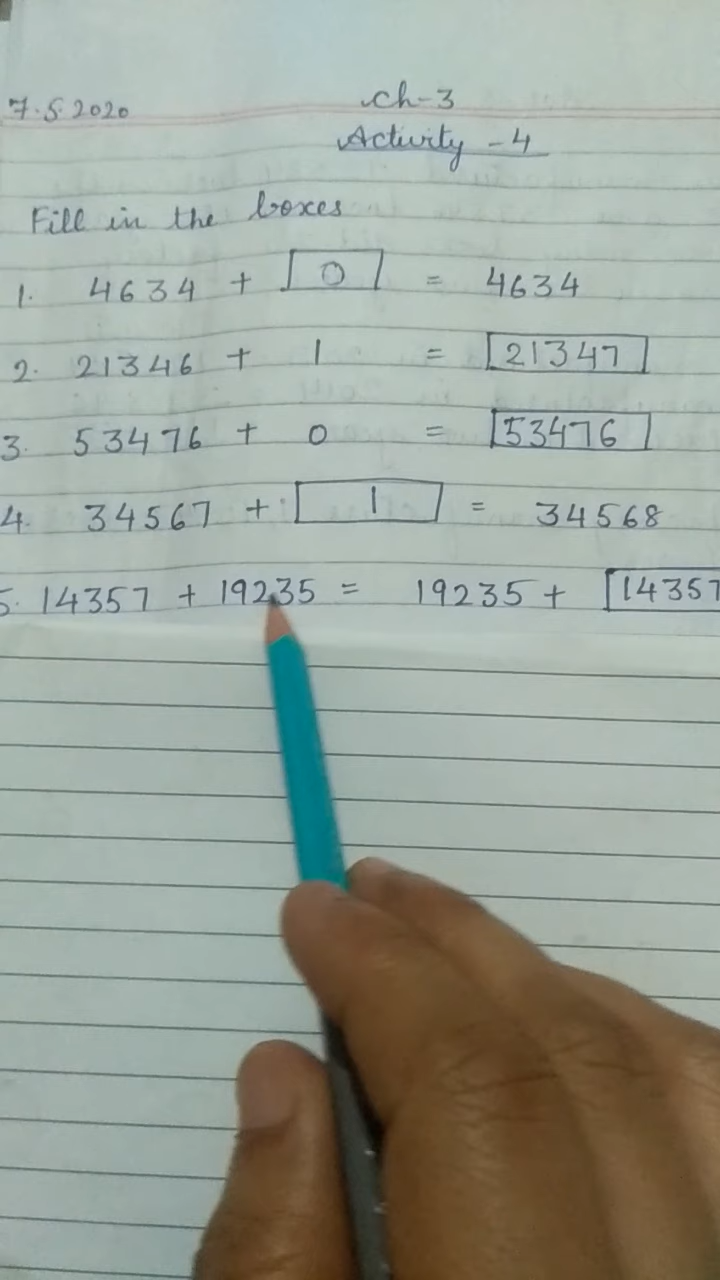 7.5.2020
Ch-3
Activity - 4
Fill in the boxes
1. 4634 + 0 = 4634
2. 21346 + 1 = 21347
3. 53476 + 0 = 53476
4. 34567 + 1 = 34568
5. 14357 + 19235 = 19235 + 14357